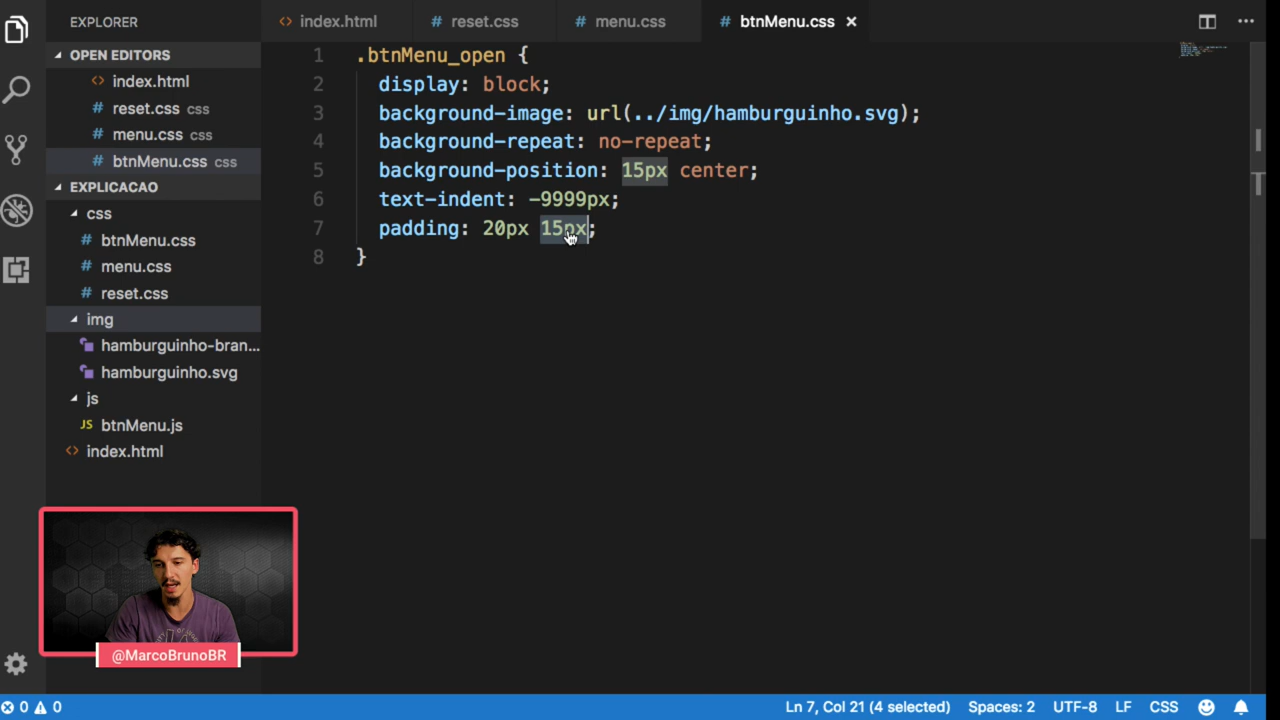 EXPLORER
OPEN EDITORS
<> index.html
# reset.css css
# menu.css css
# btnMenu.css css
EXPLICACAO
css
# btnMenu.css
# menu.css
# reset.css
img
hamburguinho-bran...
hamburguinho.svg
js
JS btnMenu.js
<> index.html
@MarcoBrunoBR
<> index.html # reset.css # menu.css # btnMenu.css ×
1 .btnMenu_open {
2 display: block;
3 background-image: url(../img/hamburguinho.svg);
4 background-repeat: no-repeat;
5 background-position: 15px center;
6 text-indent: -9999px;
7 padding: 20px 15px;
8 }
0 0 Ln 7, Col 21 (4 selected) Spaces: 2 UTF-8 LF CSS